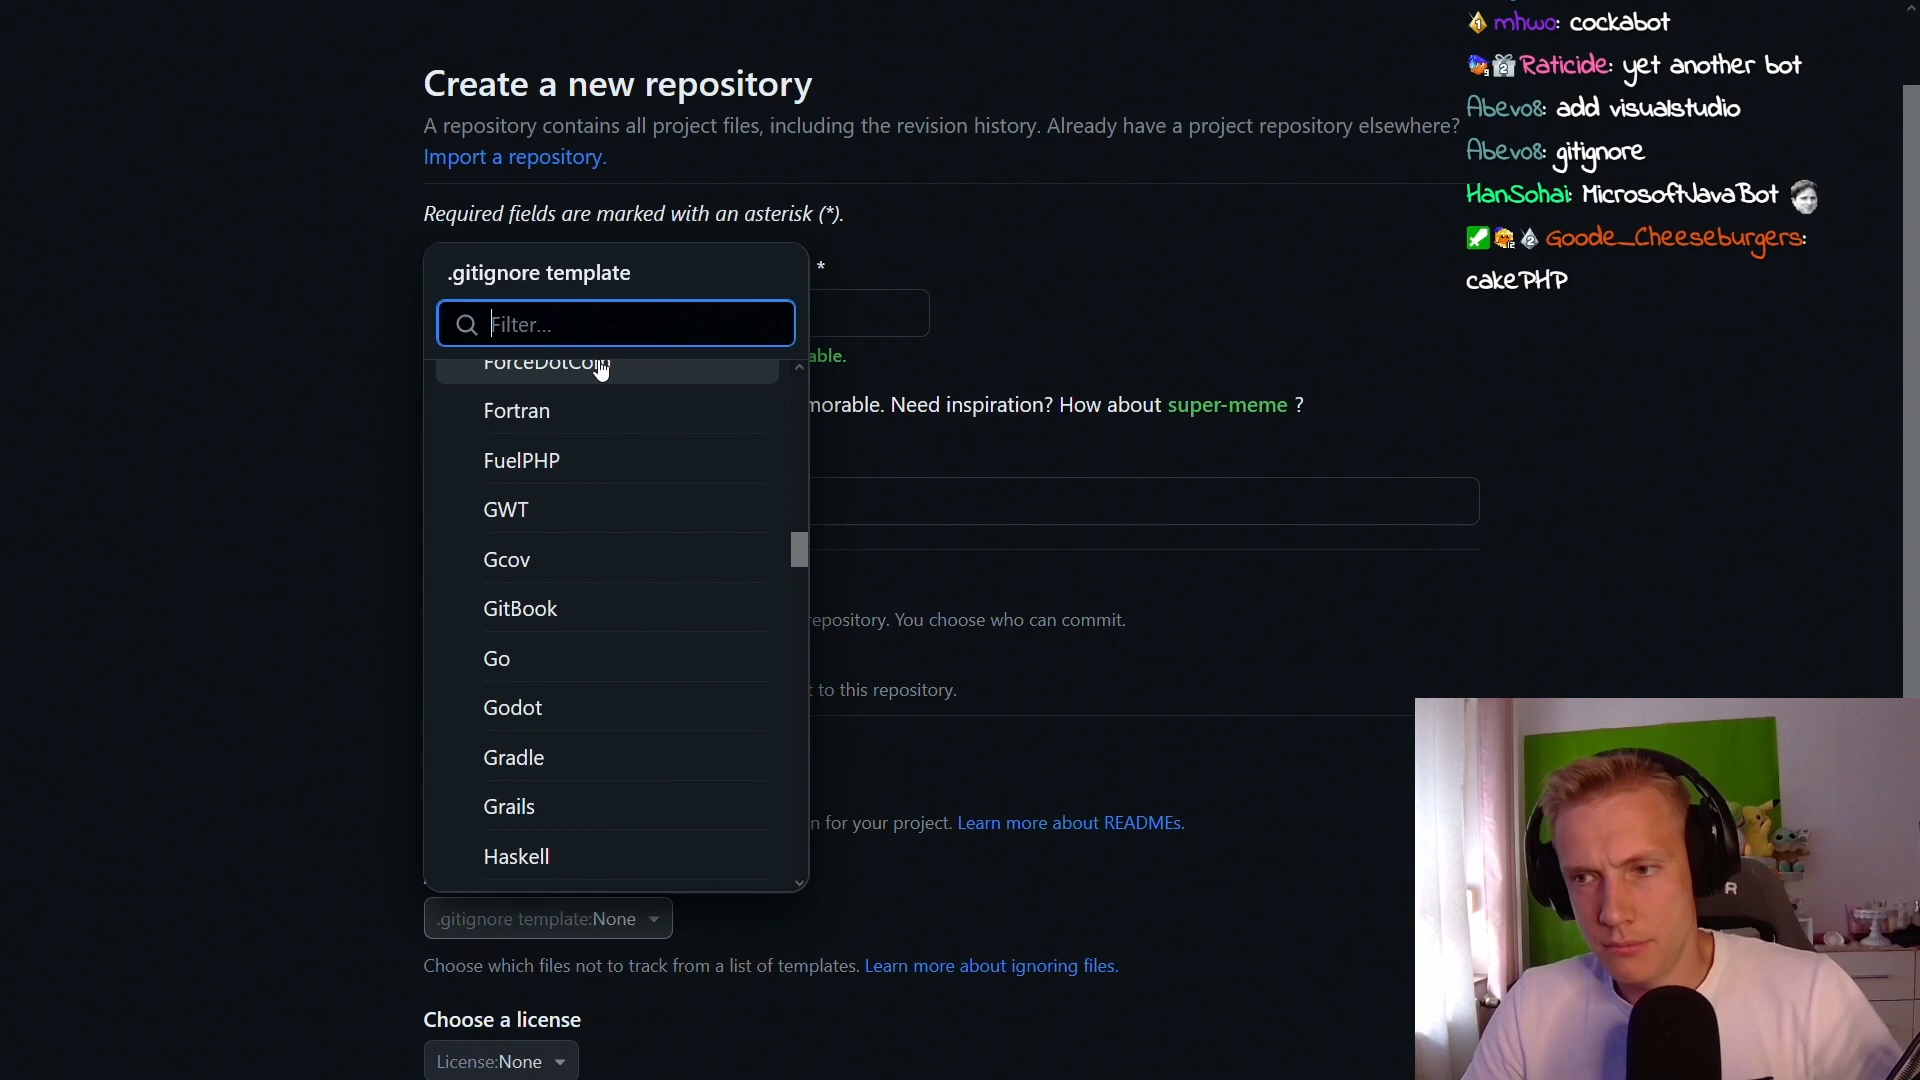 Create a new repository
A repository contains all project files, including the revision history. Already have a project repository elsewhere?
Import a repository.
Required fields are marked with an asterisk (*).
.gitignore template
*
Filter...
able.
ForceDotCom
Fortran
morable. Need inspiration? How about super-meme ?
FuelPHP
GWT
Gcov
GitBook
repository. You choose who can commit.
Go
to this repository.
Godot
Gradle
Grails
n for your project. Learn more about READMEs.
Haskell
.gitignore template:None
Choose which files not to track from a list of templates. Learn more about ignoring files.
Choose a license
License:None
mhwo: cockabot
Raticide: yet another bot
Abevo8: add visualstudio
Abevo8: gitignore
HanSohai: MicrosoftJavaBot
Goode_Cheeseburgers:
cakePHP